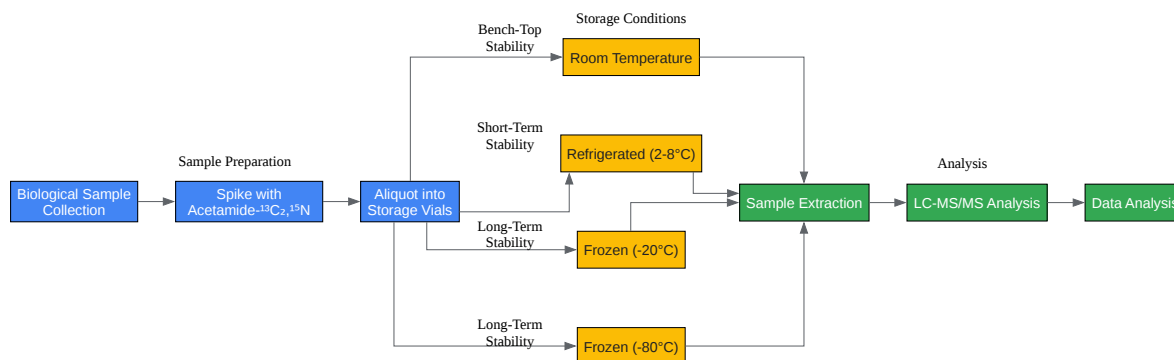 Storage Conditions
Bench-Top
Stability
Room Temperature
Short-Term
Stability
Refrigerated (2-8°C)
Sample Preparation
Analysis
Biological Sample
Collection
Spike with
Acetamide-¹³C₂,¹⁵N
Aliquot into
Storage Vials
Sample Extraction
LC-MS/MS Analysis
Data Analysis
Long-Term
Stability
Frozen (-20°C)
Long-Term
Stability
Frozen (-80°C)